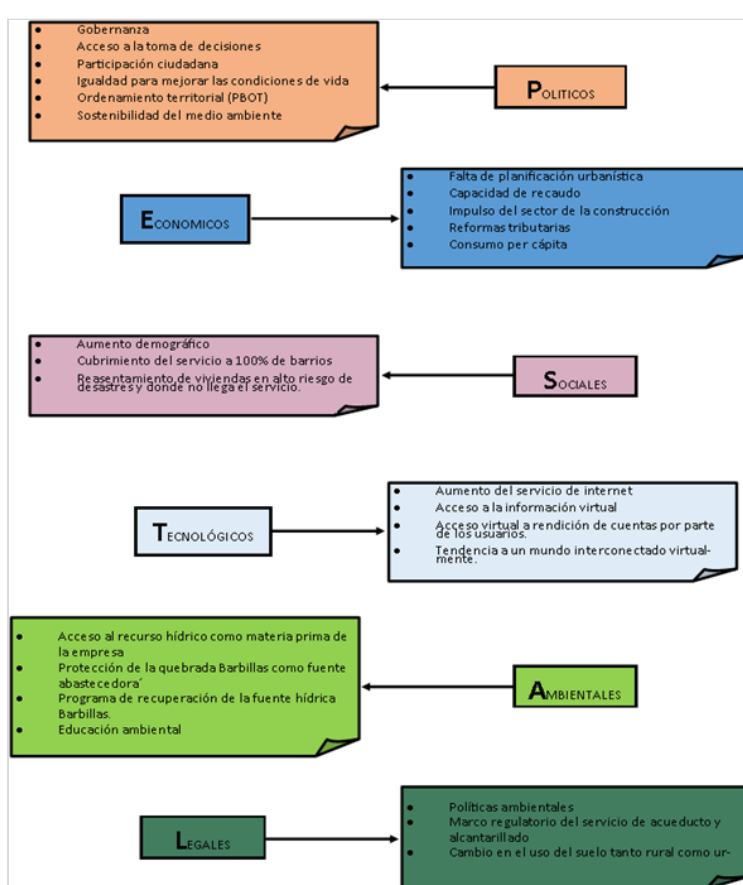 • Gobernanza
• Acceso a la toma de decisiones
• Participación ciudadana
• Igualdad para mejorar las condiciones de vida
• Ordenamiento territorial (PBOT)
• Sostenibilidad del medio ambiente
POLITICOS
ECONOMICOS
• Falta de planificación urbanística
• Capacidad de recaudo
• Impulso del sector de la construcción
• Reformas tributarias
• Consumo per cápita
• Aumento demográfico
• Cubrimiento del servicio a 100% de barrios
• Reasentamiento de viviendas en alto riesgo de
desastres y donde no llega el servicio.
SOCIALES
TECNOLÓGICOS
• Aumento del servicio de internet
• Acceso a la información virtual
• Acceso virtual a rendición de cuentas por parte
de los usuarios.
• Tendencia a un mundo interconectado virtual-
mente.
• Acceso al recurso hídrico como materia prima de
la empresa
• Protección de la quebrada Barbillas como fuente
abastecedora´
• Programa de recuperación de la fuente hídrica
Barbillas.
• Educación ambiental
AMBIENTALES
LEGALES
• Políticas ambientales
• Marco regulatorio del servicio de acueducto y
alcantarillado
• Cambio en el uso del suelo tanto rural como ur-